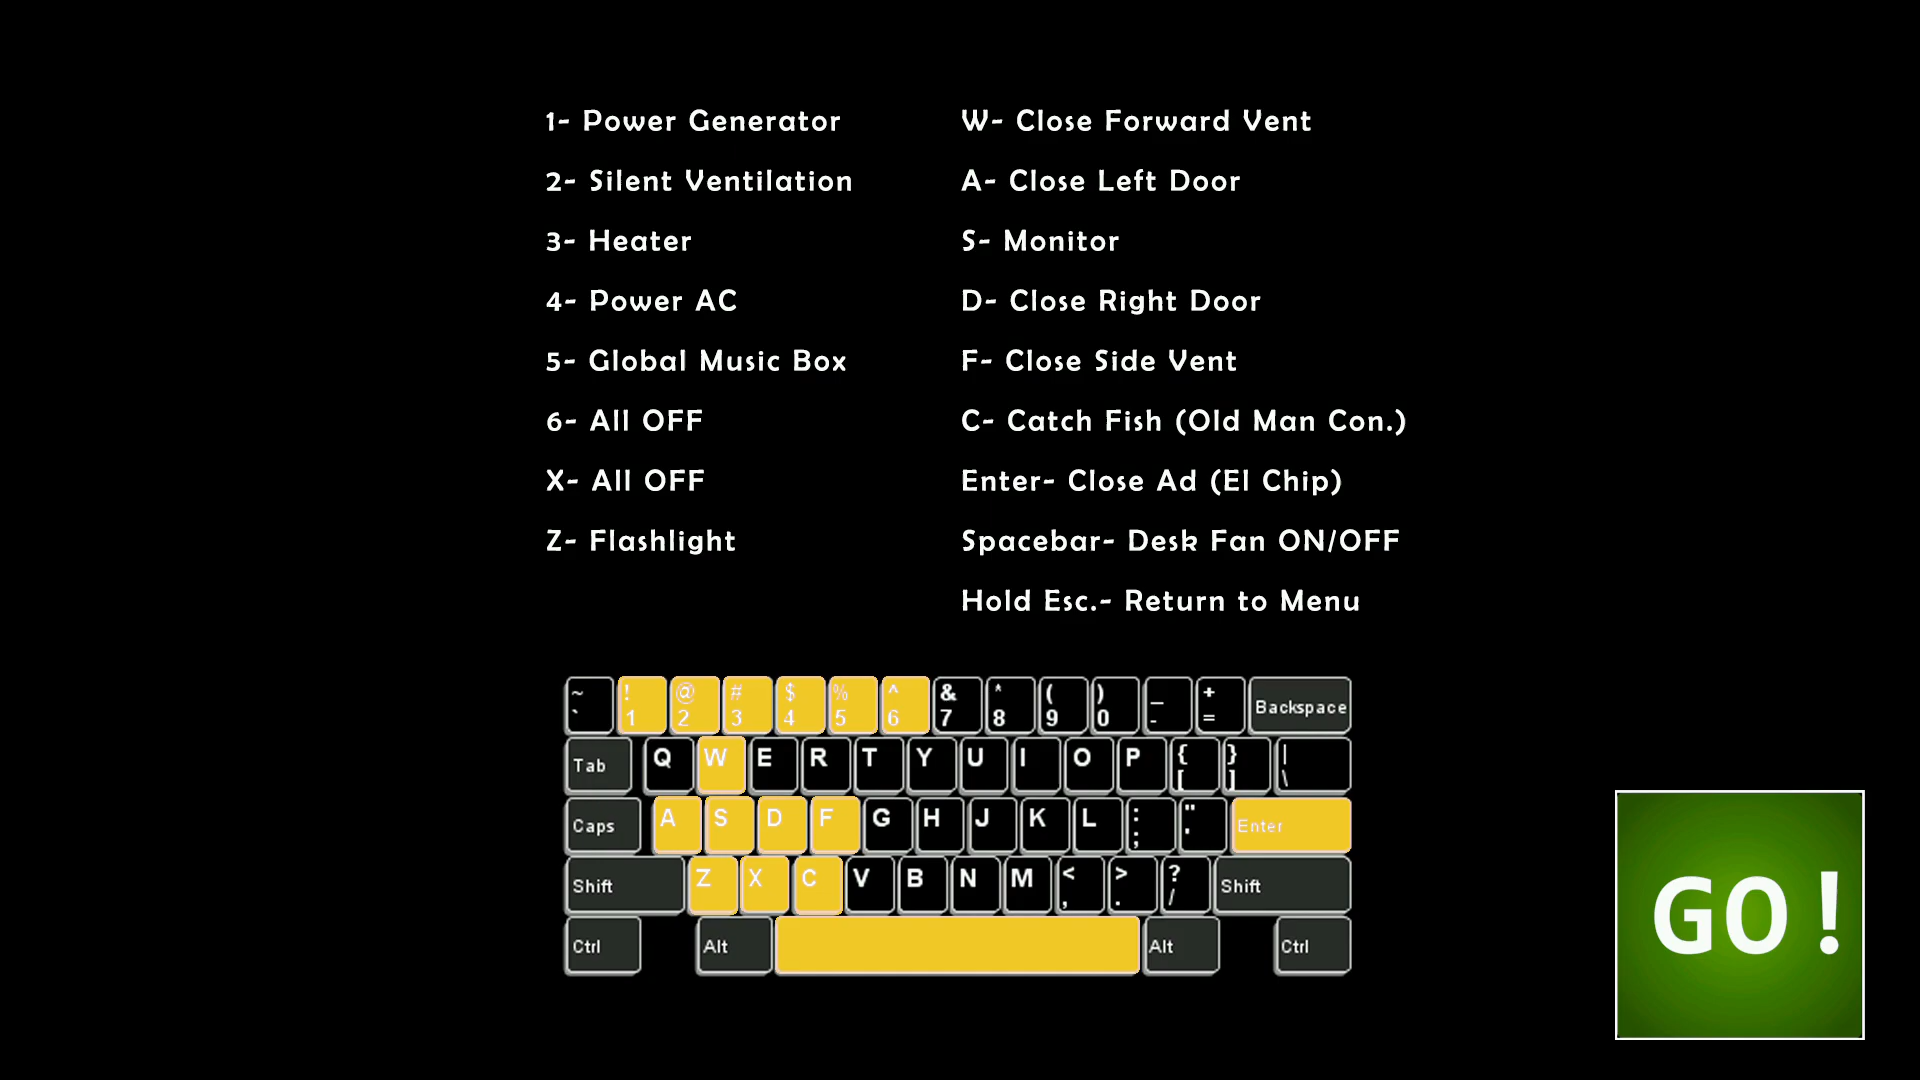 1- Power Generator
2- Silent Ventilation
3- Heater
4- Power AC
5- Global Music Box
6- All OFF
X- All OFF
Z- Flashlight
W- Close Forward Vent
A- Close Left Door
S- Monitor
D- Close Right Door
F- Close Side Vent
C- Catch Fish (Old Man Con.)
Enter- Close Ad (El Chip)
Spacebar- Desk Fan ON/OFF
Hold Esc.- Return to Menu
~ ! @ # $ % ^ & * ( ) _ +
` 1 2 3 4 5 6 7 8 9 0 - = Backspace
Tab Q W E R T Y U I O P { [ } ] | \
Caps A S D F G H J K L : ; " ' Enter
Shift Z X C V B N M < , > . ? / Shift
Ctrl Alt Alt Ctrl
GO!